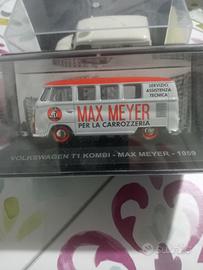 SERVIZIO
ASSISTENZA
TECNICA
MAX MEYER
PER LA CARROZZERIA
VOLKSWAGEN T1 KOMBI - MAX MEYER - 1959